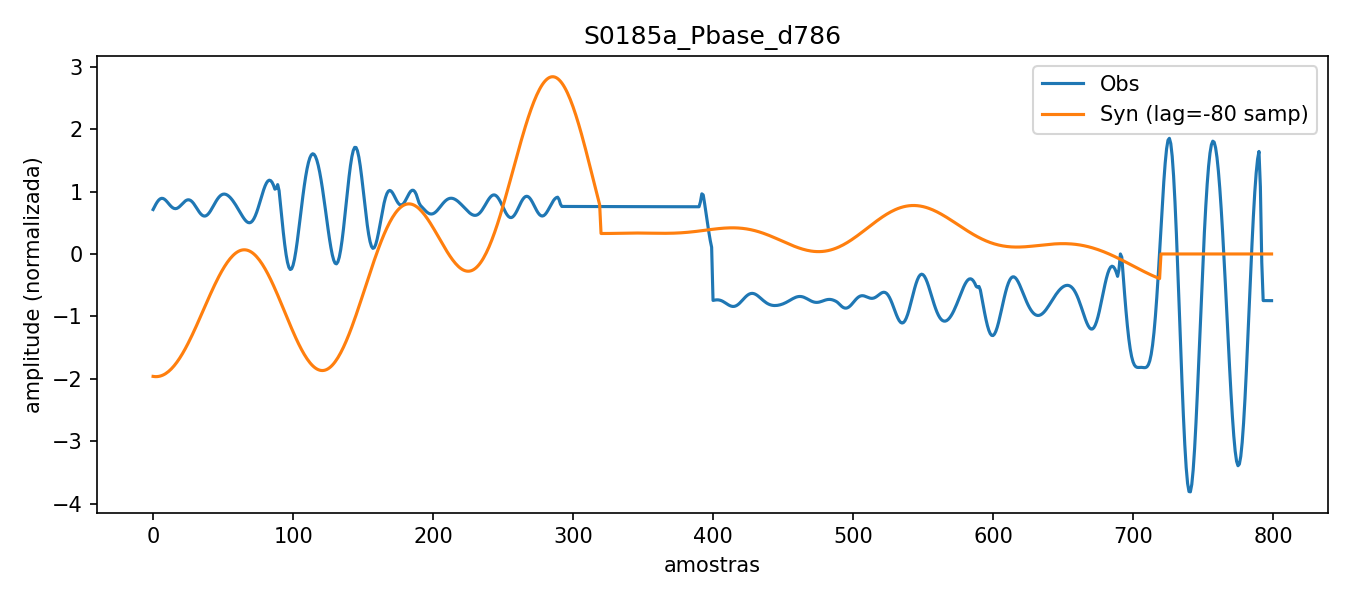 S0185a_Pbase_d786
amplitude (normalizada)
3
2
1
0
−1
−2
−3
−4
Obs
Syn (lag=-80 samp)
0 100 200 300 400 500 600 700 800
amostras